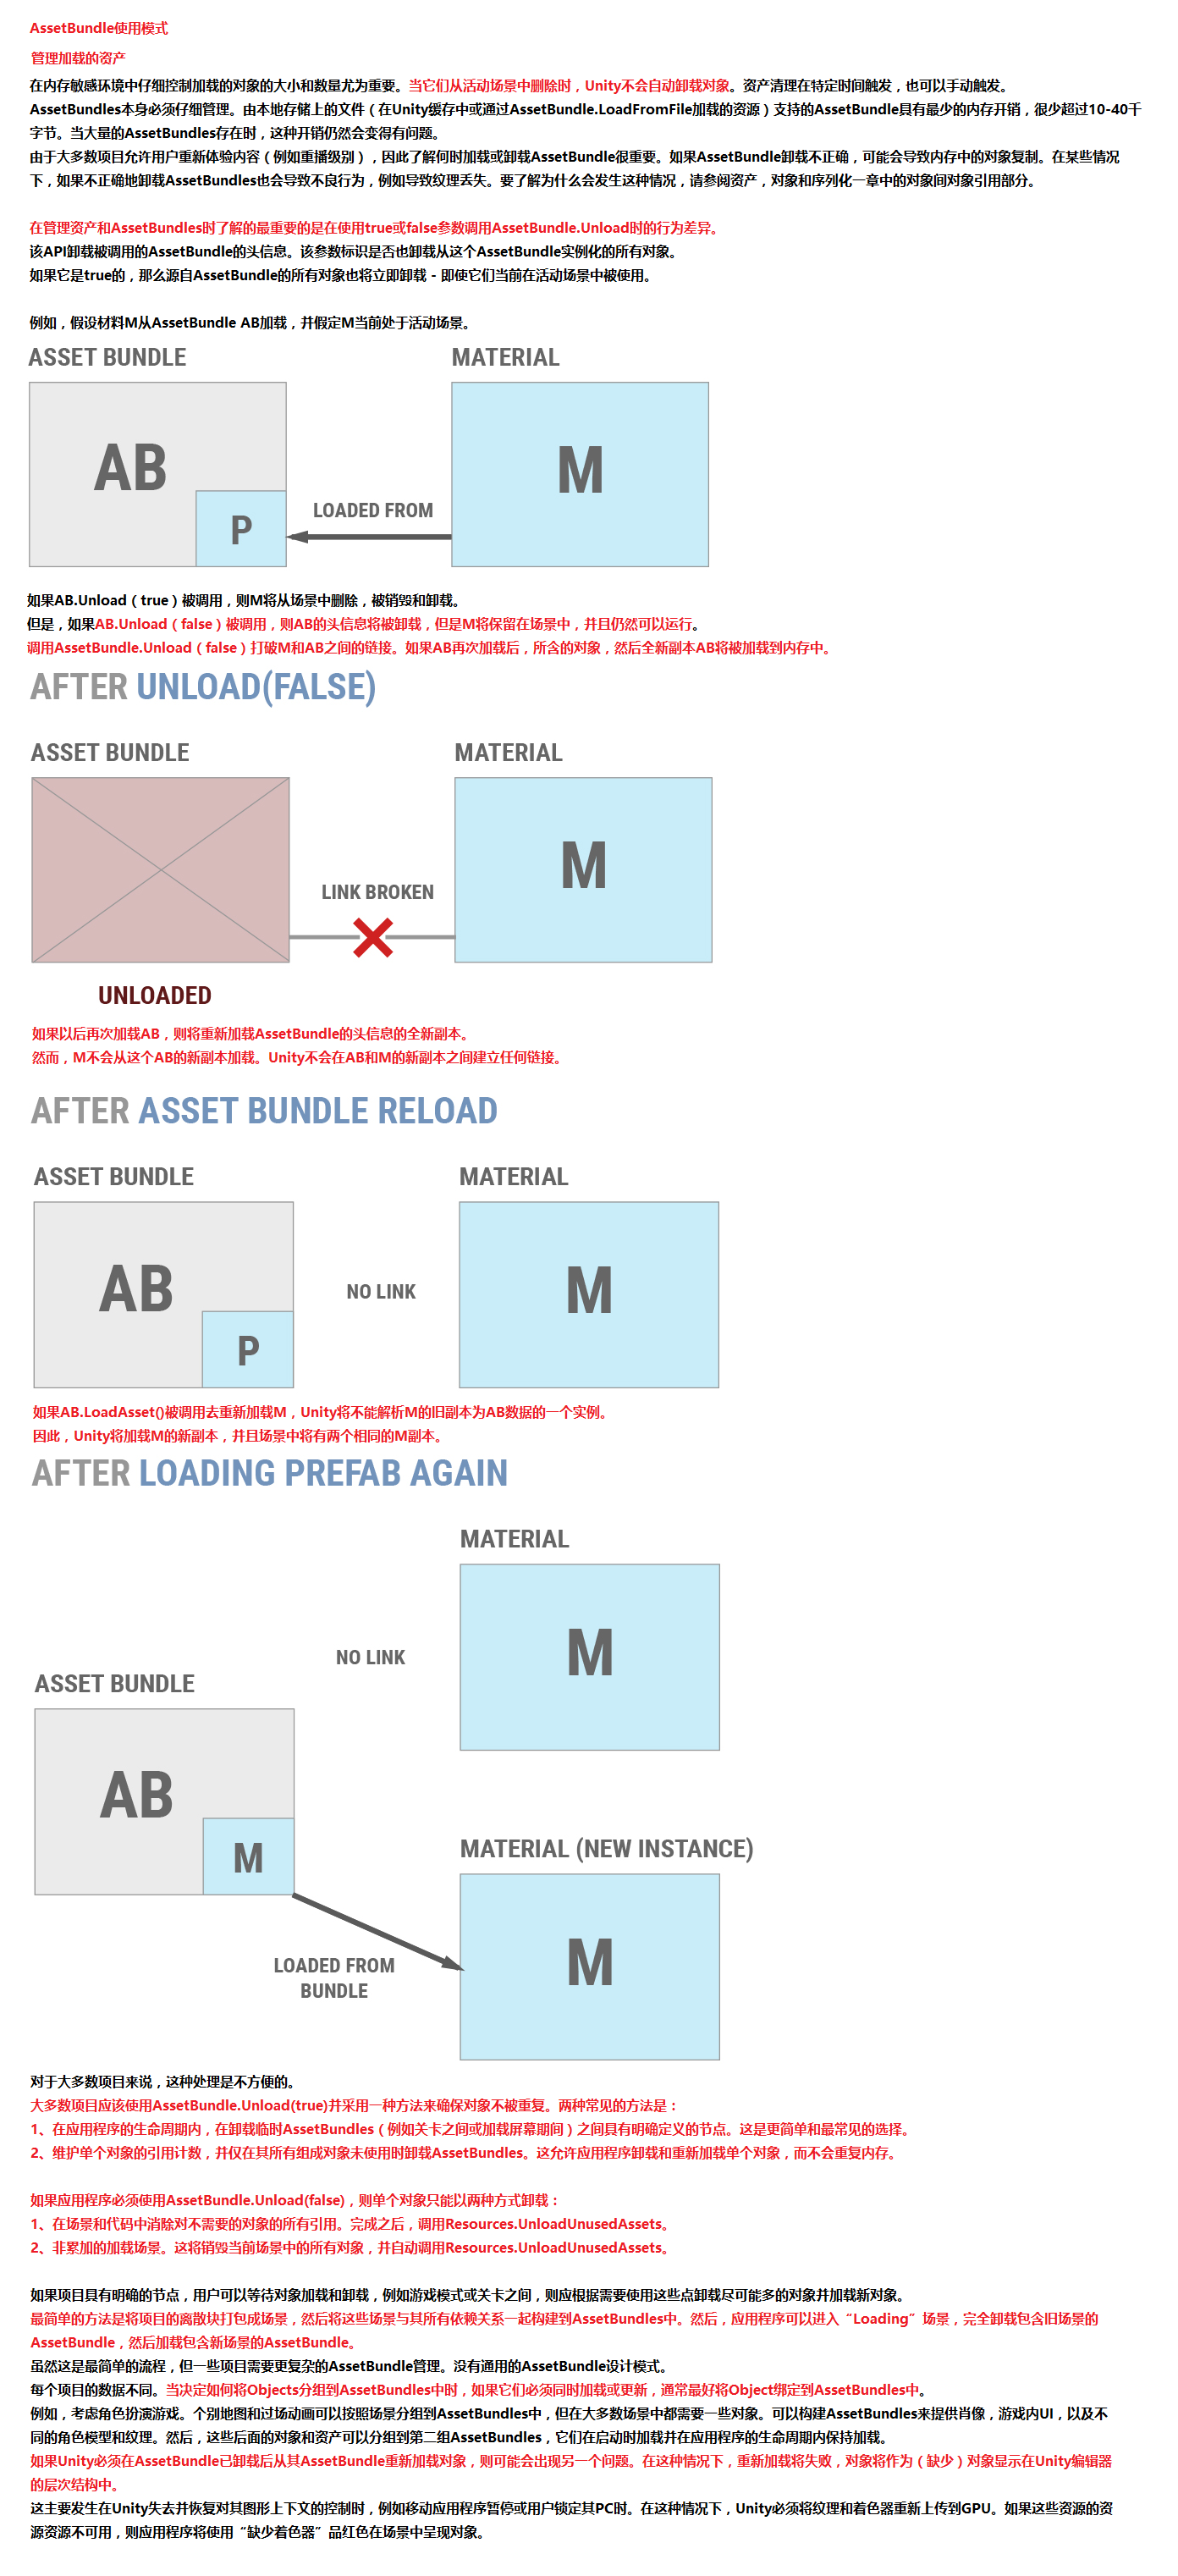 AssetBundle使用模式
管理加载的资产
在内存敏感环境中仔细控制加载的对象的大小和数量尤为重要。当它们从活动场景中删除时，Unity不会自动卸载对象。资产清理在特定时间触发，也可以手动触发。
AssetBundles本身必须仔细管理。由本地存储上的文件（在Unity缓存中或通过AssetBundle.LoadFromFile加载的资源）支持的AssetBundle具有最少的内存开销，很少超过10-40千
字节。当大量的AssetBundles存在时，这种开销仍然会变得有问题。
由于大多数项目允许用户重新体验内容（例如重播级别），因此了解何时加载或卸载AssetBundle很重要。如果AssetBundle卸载不正确，可能会导致内存中的对象复制。在某些情况
下，如果不正确地卸载AssetBundles也会导致不良行为，例如导致纹理丢失。要了解为什么会发生这种情况，请参阅资产，对象和序列化一章中的对象间对象引用部分。
在管理资产和AssetBundles时了解的最重要的是在使用true或false参数调用AssetBundle.Unload时的行为差异。
该API卸载被调用的AssetBundle的头信息。该参数标识是否也卸载从这个AssetBundle实例化的所有对象。
如果它是true的，那么源自AssetBundle的所有对象也将立即卸载 - 即使它们当前在活动场景中被使用。
例如，假设材料M从AssetBundle AB加载，并假定M当前处于活动场景。
ASSET BUNDLE MATERIAL
AB M
P LOADED FROM
如果AB.Unload（true）被调用，则M将从场景中删除，被销毁和卸载。
但是，如果AB.Unload（false）被调用，则AB的头信息将被卸载，但是M将保留在场景中，并且仍然可以运行。
调用AssetBundle.Unload（false）打破M和AB之间的链接。如果AB再次加载后，所含的对象，然后全新副本AB将被加载到内存中。
AFTER UNLOAD(FALSE)
ASSET BUNDLE MATERIAL
M
LINK BROKEN
UNLOADED
如果以后再次加载AB，则将重新加载AssetBundle的头信息的全新副本。
然而，M不会从这个AB的新副本加载。Unity不会在AB和M的新副本之间建立任何链接。
AFTER ASSET BUNDLE RELOAD
ASSET BUNDLE MATERIAL
AB NO LINK M
P
如果AB.LoadAsset()被调用去重新加载M，Unity将不能解析M的旧副本为AB数据的一个实例。
因此，Unity将加载M的新副本，并且场景中将有两个相同的M副本。
AFTER LOADING PREFAB AGAIN
MATERIAL
M
NO LINK
ASSET BUNDLE
AB
M
MATERIAL (NEW INSTANCE)
M
LOADED FROM
BUNDLE
对于大多数项目来说，这种处理是不方便的。
大多数项目应该使用AssetBundle.Unload(true)并采用一种方法来确保对象不被重复。两种常见的方法是：
1、在应用程序的生命周期内，在卸载临时AssetBundles（例如关卡之间或加载屏幕期间）之间具有明确定义的节点。这是更简单和最常见的选择。
2、维护单个对象的引用计数，并仅在其所有组成对象未使用时卸载AssetBundles。这允许应用程序卸载和重新加载单个对象，而不会重复内存。
如果应用程序必须使用AssetBundle.Unload(false)，则单个对象只能以两种方式卸载：
1、在场景和代码中消除对不需要的对象的所有引用。完成之后，调用Resources.UnloadUnusedAssets。
2、非累加的加载场景。这将销毁当前场景中的所有对象，并自动调用Resources.UnloadUnusedAssets。
如果项目具有明确的节点，用户可以等待对象加载和卸载，例如游戏模式或关卡之间，则应根据需要使用这些点卸载尽可能多的对象并加载新对象。
最简单的方法是将项目的离散块打包成场景，然后将这些场景与其所有依赖关系一起构建到AssetBundles中。然后，应用程序可以进入“Loading”场景，完全卸载包含旧场景的
AssetBundle，然后加载包含新场景的AssetBundle。
虽然这是最简单的流程，但一些项目需要更复杂的AssetBundle管理。没有通用的AssetBundle设计模式。
每个项目的数据不同。当决定如何将Objects分组到AssetBundles中时，如果它们必须同时加载或更新，通常最好将Object绑定到AssetBundles中。
例如，考虑角色扮演游戏。个别地图和过场动画可以按照场景分组到AssetBundles中，但在大多数场景中都需要一些对象。可以构建AssetBundles来提供肖像，游戏内UI，以及不
同的角色模型和纹理。然后，这些后面的对象和资产可以分组到第二组AssetBundles，它们在启动时加载并在应用程序的生命周期内保持加载。
如果Unity必须在AssetBundle已卸载后从其AssetBundle重新加载对象，则可能会出现另一个问题。在这种情况下，重新加载将失败，对象将作为（缺少）对象显示在Unity编辑器
的层次结构中。
这主要发生在Unity失去并恢复对其图形上下文的控制时，例如移动应用程序暂停或用户锁定其PC时。在这种情况下，Unity必须将纹理和着色器重新上传到GPU。如果这些资源的资
源资源不可用，则应用程序将使用“缺少着色器”品红色在场景中呈现对象。